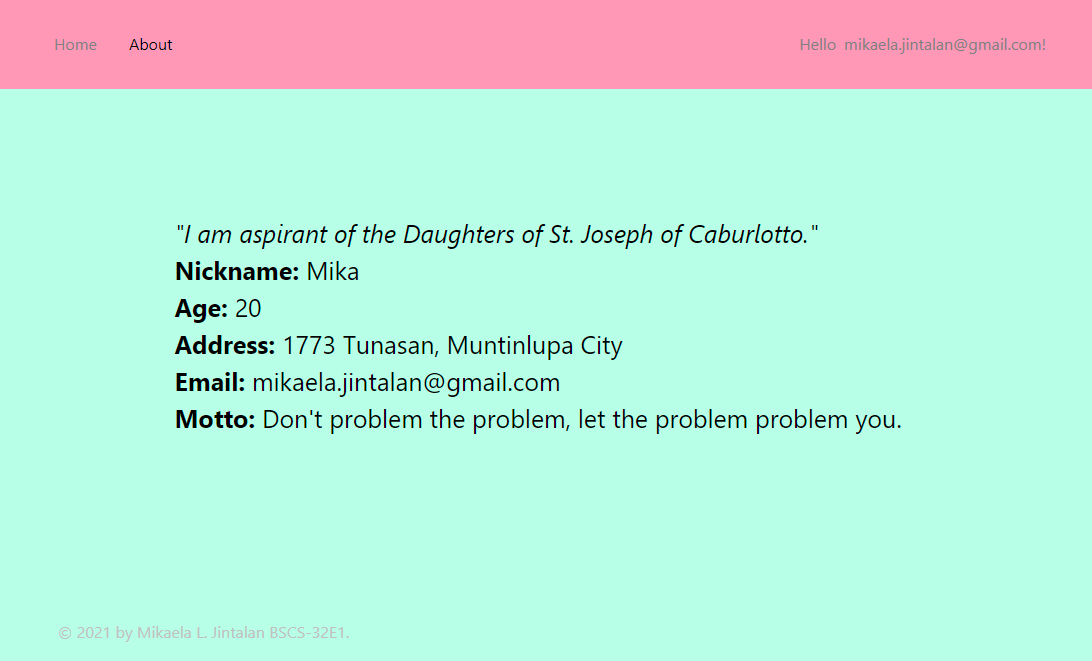 Home About Hello mikaela.jintalan@gmail.com!
"I am aspirant of the Daughters of St. Joseph of Caburlotto."
Nickname: Mika
Age: 20
Address: 1773 Tunasan, Muntinlupa City
Email: mikaela.jintalan@gmail.com
Motto: Don't problem the problem, let the problem problem you.
© 2021 by Mikaela L. Jintalan BSCS-32E1.